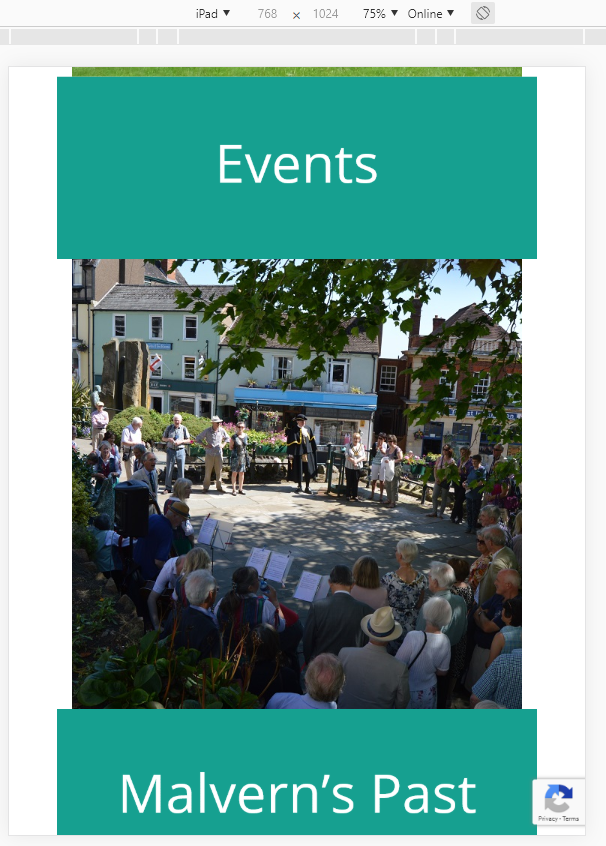 iPad ▼ 768 × 1024 75% ▼ Online ▼
Events
Malvern’s Past
Privacy - Terms